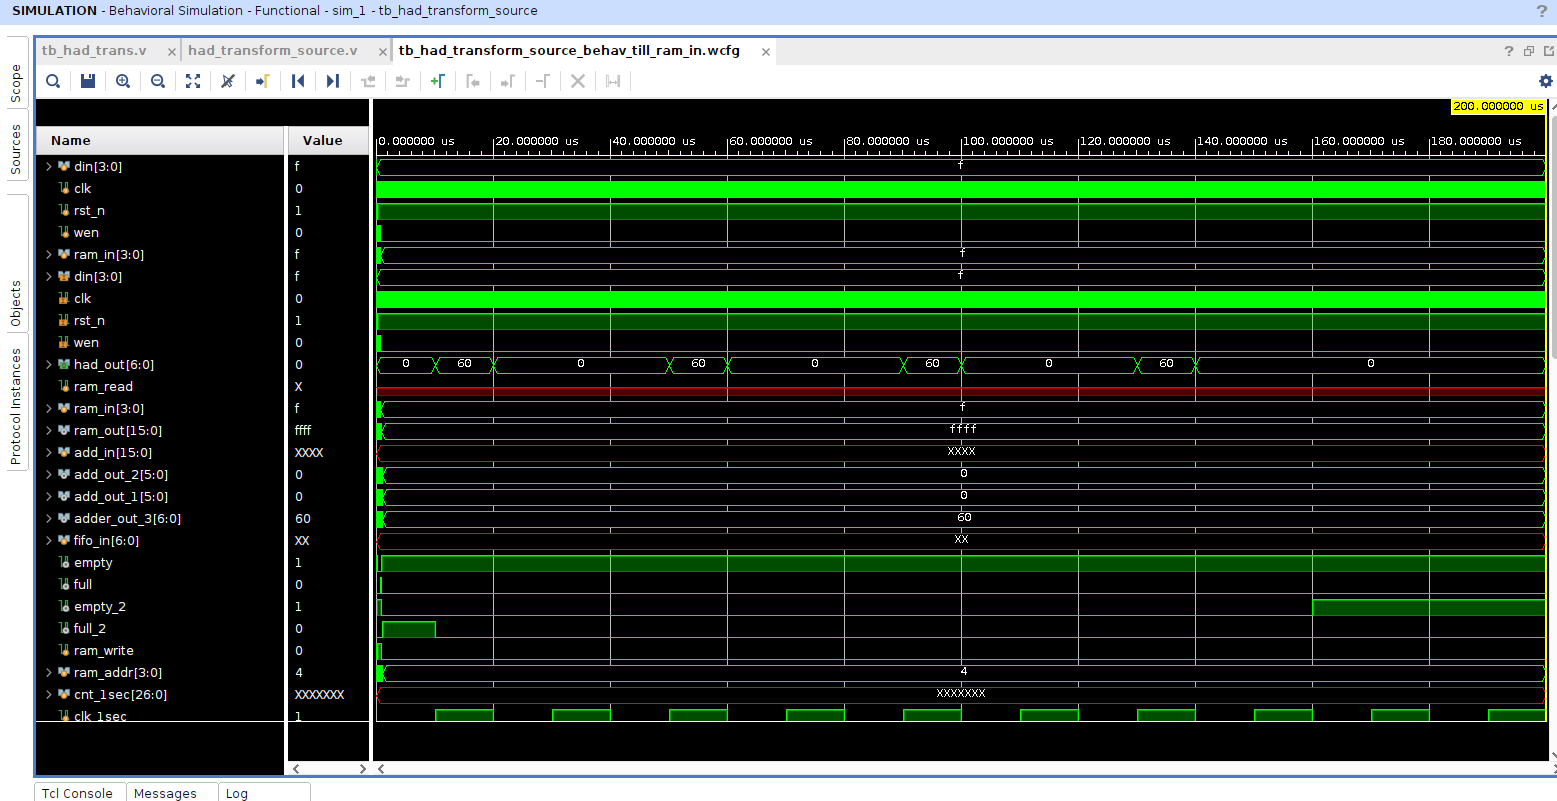 SIMULATION - Behavioral Simulation - Functional - sim_1 - tb_had_transform_source ?
Scope
Sources
Objects
Protocol Instances
tb_had_trans.v × had_transform_source.v × tb_had_transform_source_behav_till_ram_in.wcfg × ?
200.000000 us
Name Value
0.000000 us 20.000000 us 40.000000 us 60.000000 us 80.000000 us 100.000000 us 120.000000 us 140.000000 us 160.000000 us 180.000000 us
din[3:0] f f
clk 0
rst_n 1
wen 0
ram_in[3:0] f f
din[3:0] f f
clk 0
rst_n 1
wen 0
had_out[6:0] 0 0 60 0 60 0 60 0 60 0
ram_read X
ram_in[3:0] f f
ram_out[15:0] ffff ffff
add_in[15:0] XXXX XXXX
add_out_2[5:0] 0 0
add_out_1[5:0] 0 0
adder_out_3[6:0] 60 60
fifo_in[6:0] XX XX
empty 1
full 0
empty_2 1
full_2 0
ram_write 0
ram_addr[3:0] 4 4
cnt_1sec[26:0] XXXXXXX XXXXXXX
clk_1sec 1
Tcl Console Messages Log